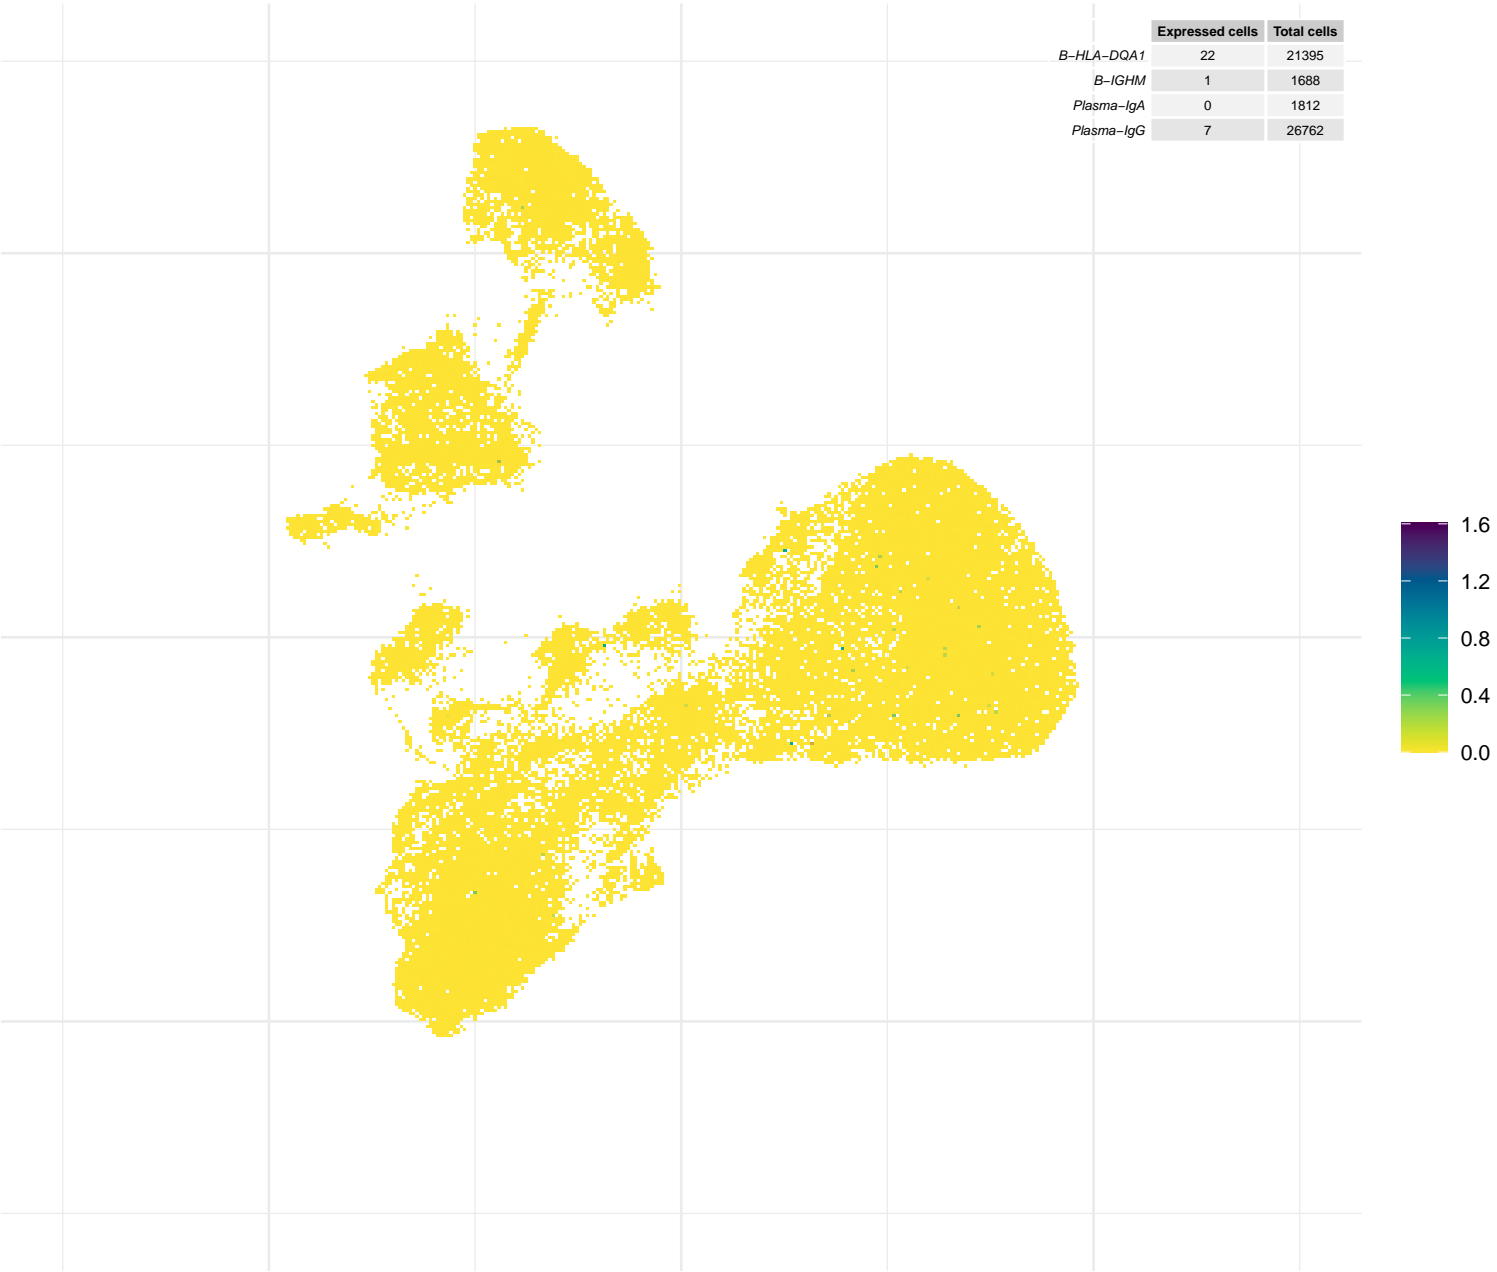 Expressed cells Total cells
B−HLA−DQA1 22 21395
B−IGHM 1 1688
Plasma−IgA 0 1812
Plasma−IgG 7 26762
1.6
1.2
0.8
0.4
0.0